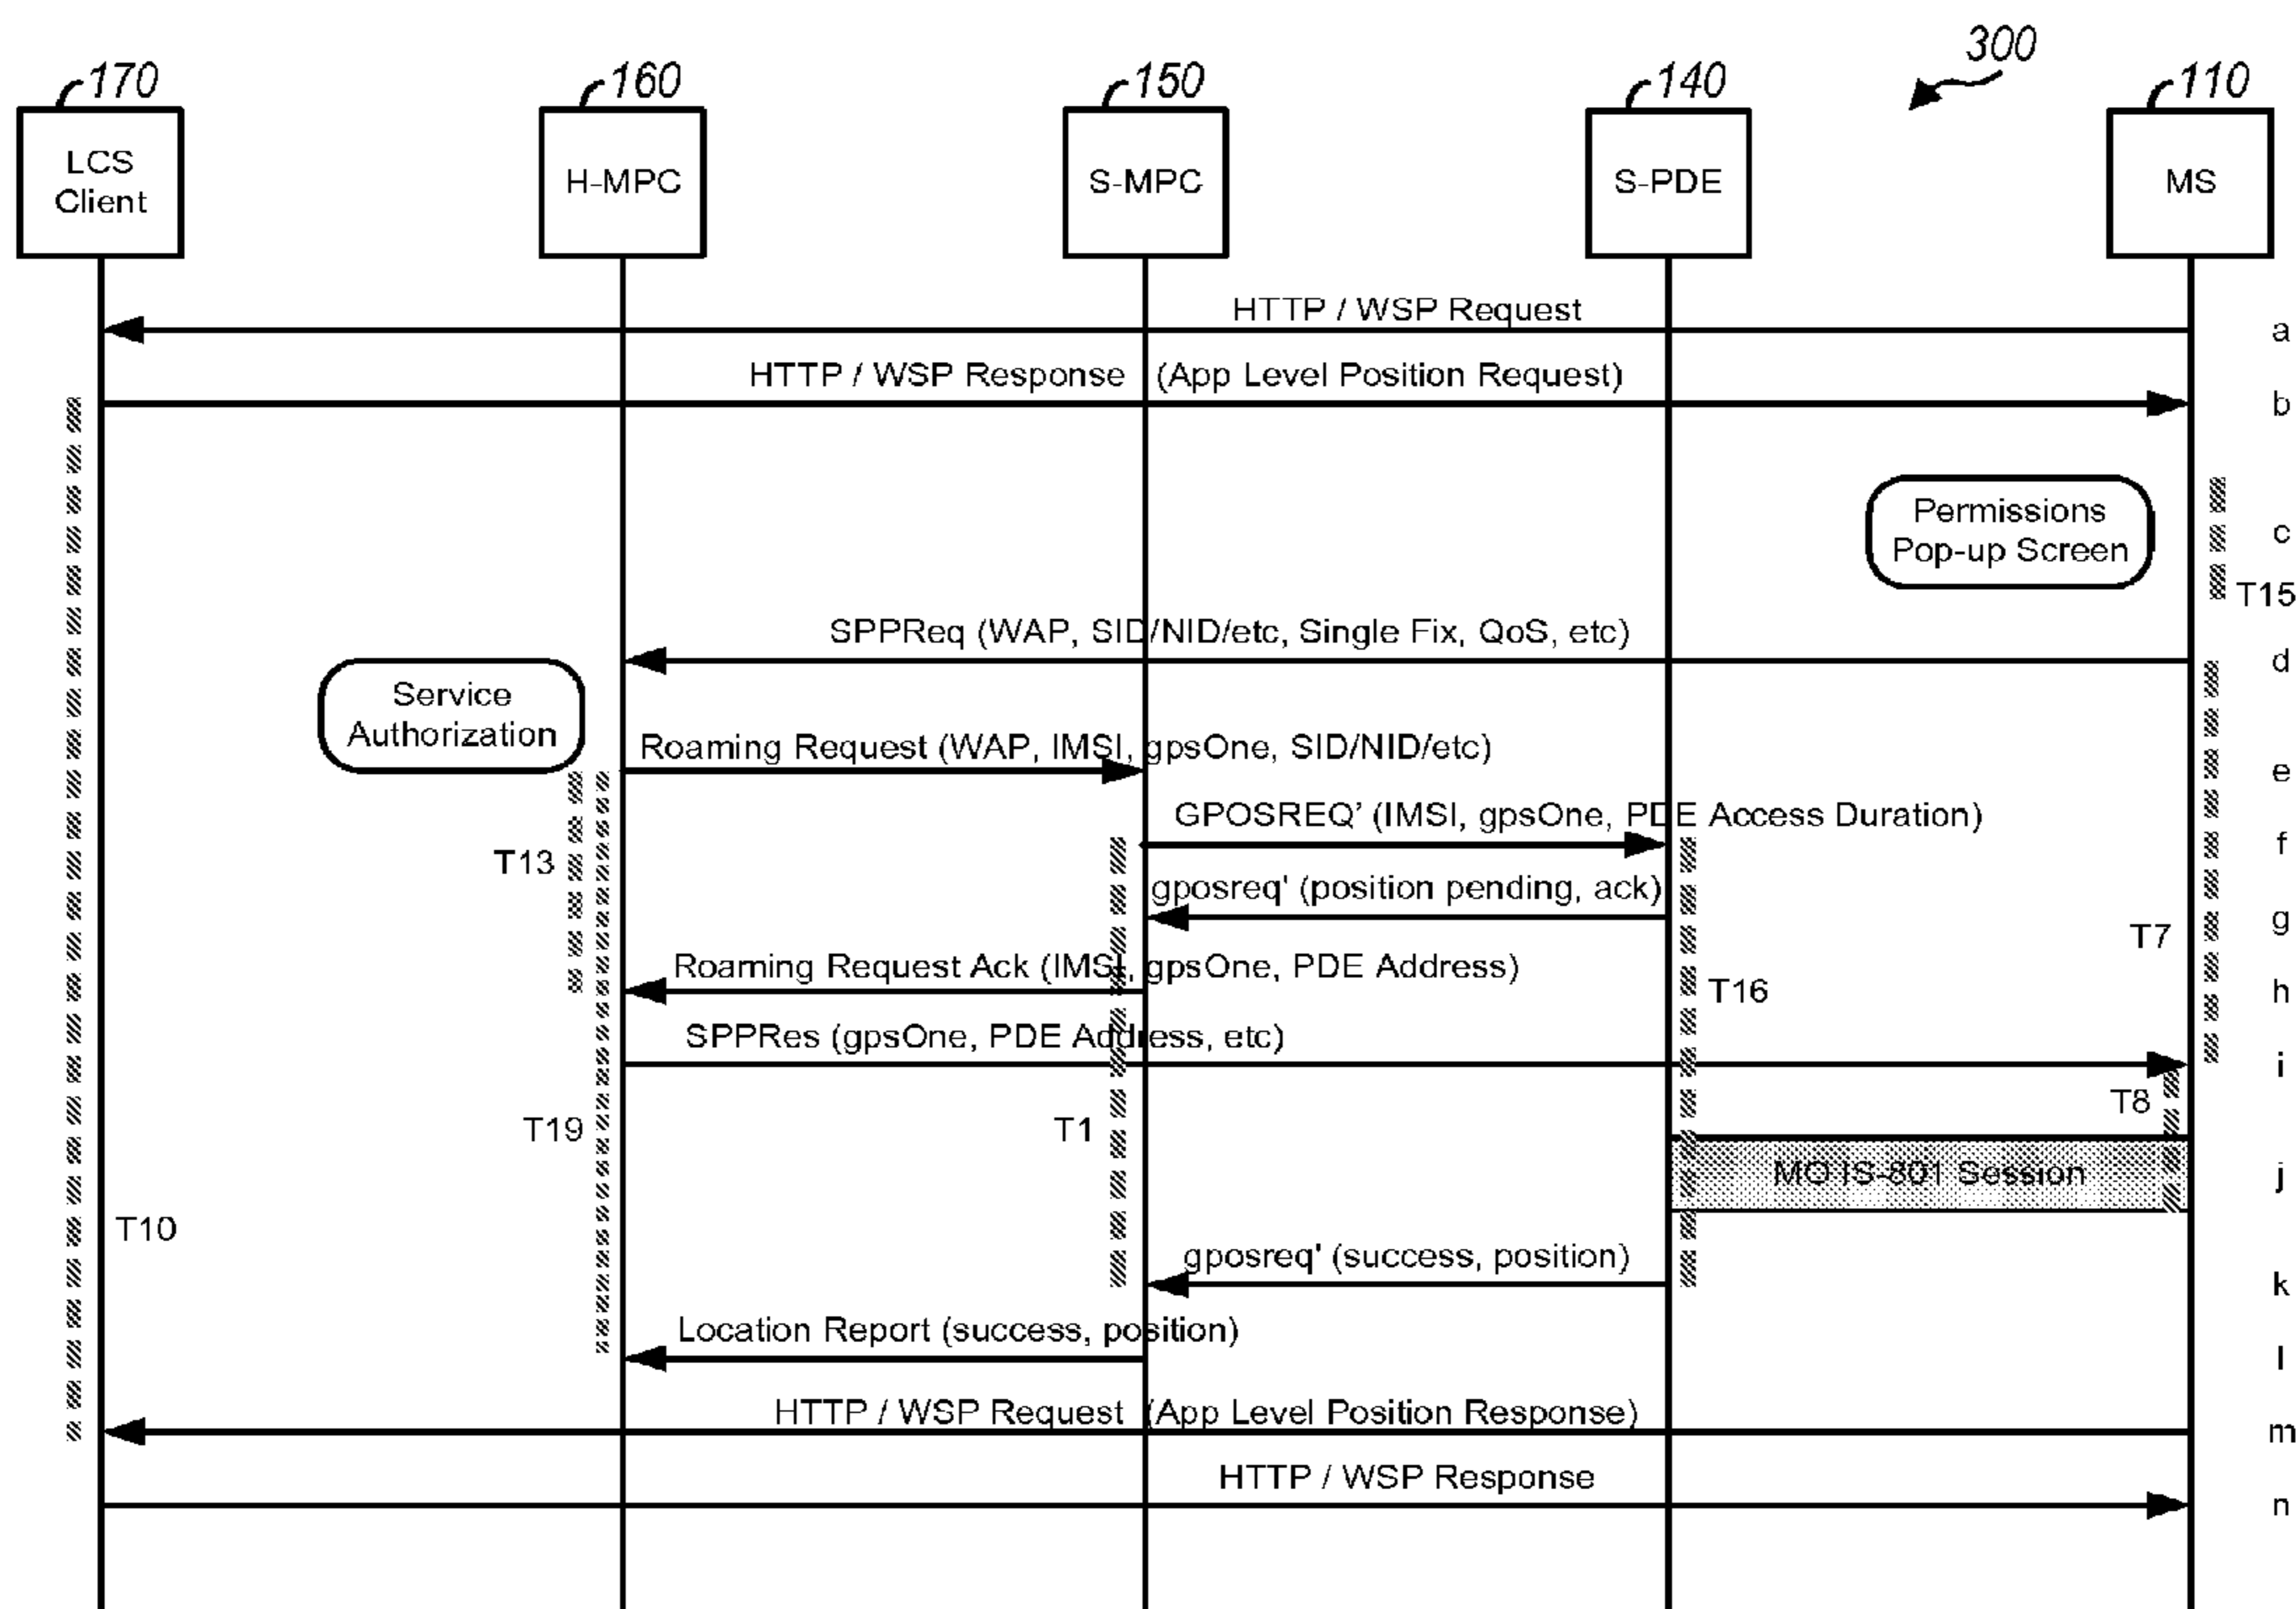 300
170
160
150
140
110
LCS
Client
H-MPC
S-MPC
S-PDE
MS
HTTP / WSP Request
a
HTTP / WSP Response (App Level Position Request)
b
Permissions
Pop-up Screen
c
T15
SPPReq (WAP, SID/NID/etc, Single Fix, QoS, etc)
d
Service
Authorization
Roaming Request (WAP, IMSI, gpsOne, SID/NID/etc)
e
GPOSREQ' (IMSI, gpsOne, PDE Access Duration)
f
T13
gposreq' (position pending, ack)
g
T7
Roaming Request Ack (IMSI, gpsOne, PDE Address)
h
T16
SPPRes (gpsOne, PDE Address, etc)
i
T8
T19
T1
MO IS-801 Session
j
T10
gposreq' (success, position)
k
Location Report (success, position)
l
HTTP / WSP Request (App Level Position Response)
m
HTTP / WSP Response
n